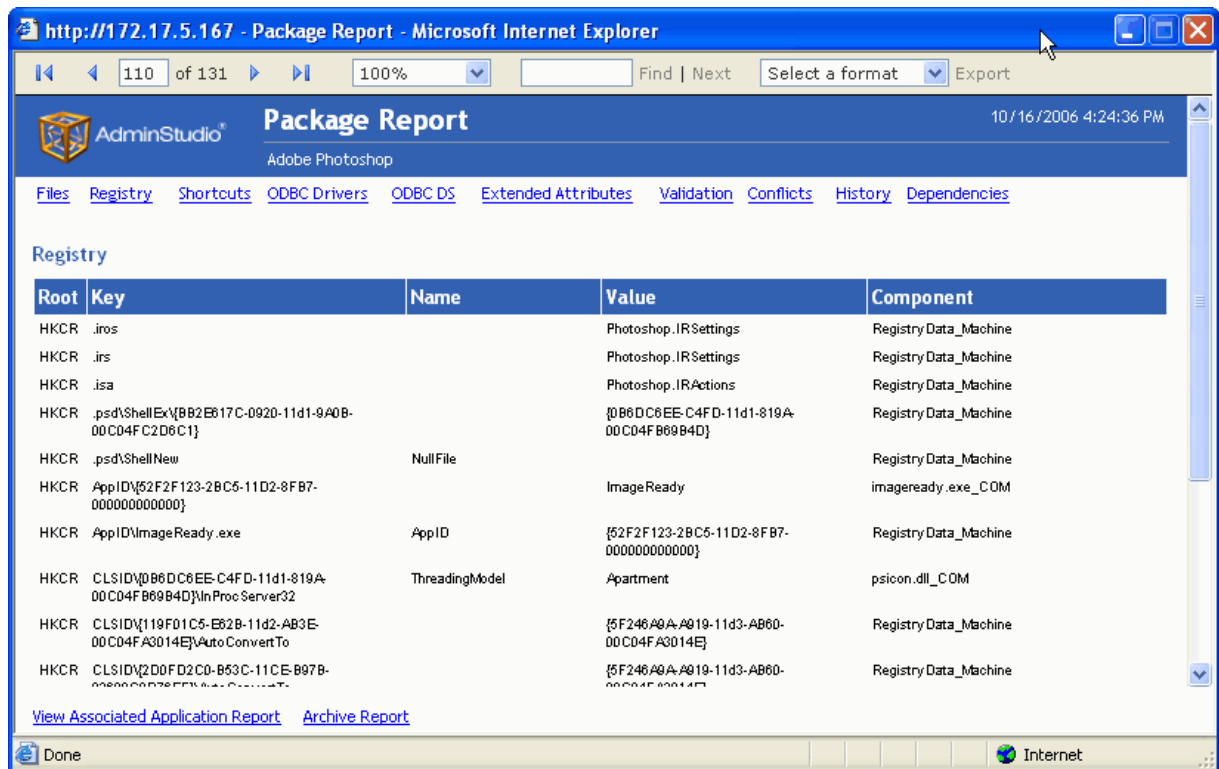 http://172.17.5.167 - Package Report - Microsoft Internet Explorer
110 of 131 100% Find | Next Select a format Export
AdminStudio® Package Report 10/16/2006 4:24:36 PM
Adobe Photoshop
Files Registry Shortcuts ODBC Drivers ODBC DS Extended Attributes Validation Conflicts History Dependencies
Registry
Root Key Name Value Component
HKCR .iros Photoshop.IRSettings RegistryData_Machine
HKCR .irs Photoshop.IRSettings RegistryData_Machine
HKCR .isa Photoshop.IRActions RegistryData_Machine
HKCR .psd\ShellEx\{BB2E617C-0920-11d1-9A0B- {0B6DC6EE-C4FD-11d1-819A- RegistryData_Machine
00C04FC2D6C1} 00C04FB69B4D}
HKCR .psd\ShellNew NullFile RegistryData_Machine
HKCR AppID\{52F2F123-2BC5-11D2-8FB7- ImageReady imageready.exe_COM
000000000000}
HKCR AppID\ImageReady.exe AppID {52F2F123-2BC5-11D2-8FB7- RegistryData_Machine
000000000000}
HKCR CLSID\{0B6DC6EE-C4FD-11d1-819A- ThreadingModel Apartment psicon.dll_COM
00C04FB69B4D}\InProcServer32
HKCR CLSID\{119F01C5-E62B-11d2-AB3E- {5F246A9A-A919-11d3-AB60- RegistryData_Machine
00C04FA3014E}\AutoConvertTo 00C04FA3014E}
HKCR CLSID\{2D0FD2C0-B53C-11CE-B97B- {5F246A9A-A919-11d3-AB60- RegistryData_Machine
View Associated Application Report Archive Report
Done Internet